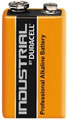 INDUSTRIAL
by DURACELL
Professional Alkaline Battery